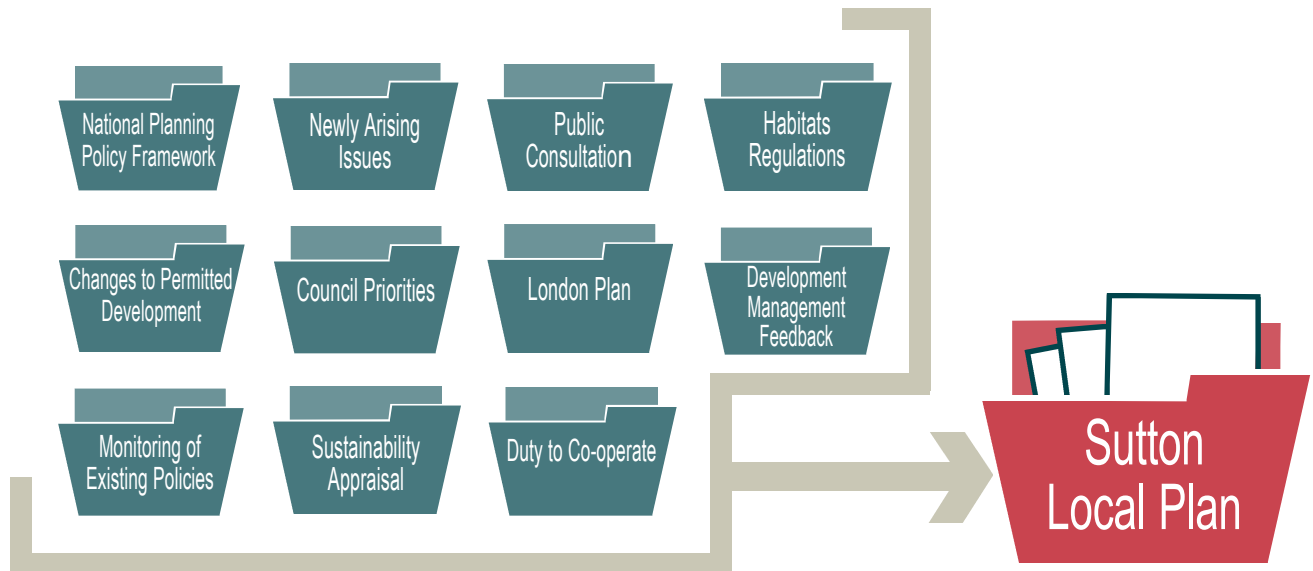 National Planning
Policy Framework
Newly Arising
Issues
Public
Consultation
Habitats
Regulations
Changes to Permitted
Development
Council Priorities
London Plan
Development
Management
Feedback
Monitoring of
Existing Policies
Sustainability
Appraisal
Duty to Co-operate
Sutton
Local Plan